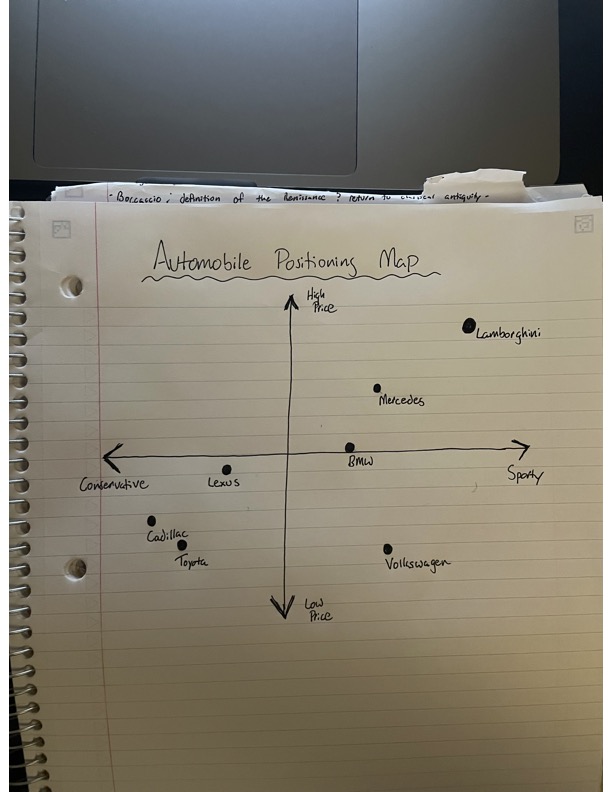 - Boccaccio ; definition of the Renissance ? return to classical antiquity -
Automobile Positioning Map
High
Price
Lamborghini
Mercedes
BMW
Conservative
Lexus
Sporty
Cadillac
Toyota
Volkswagen
Low
Price